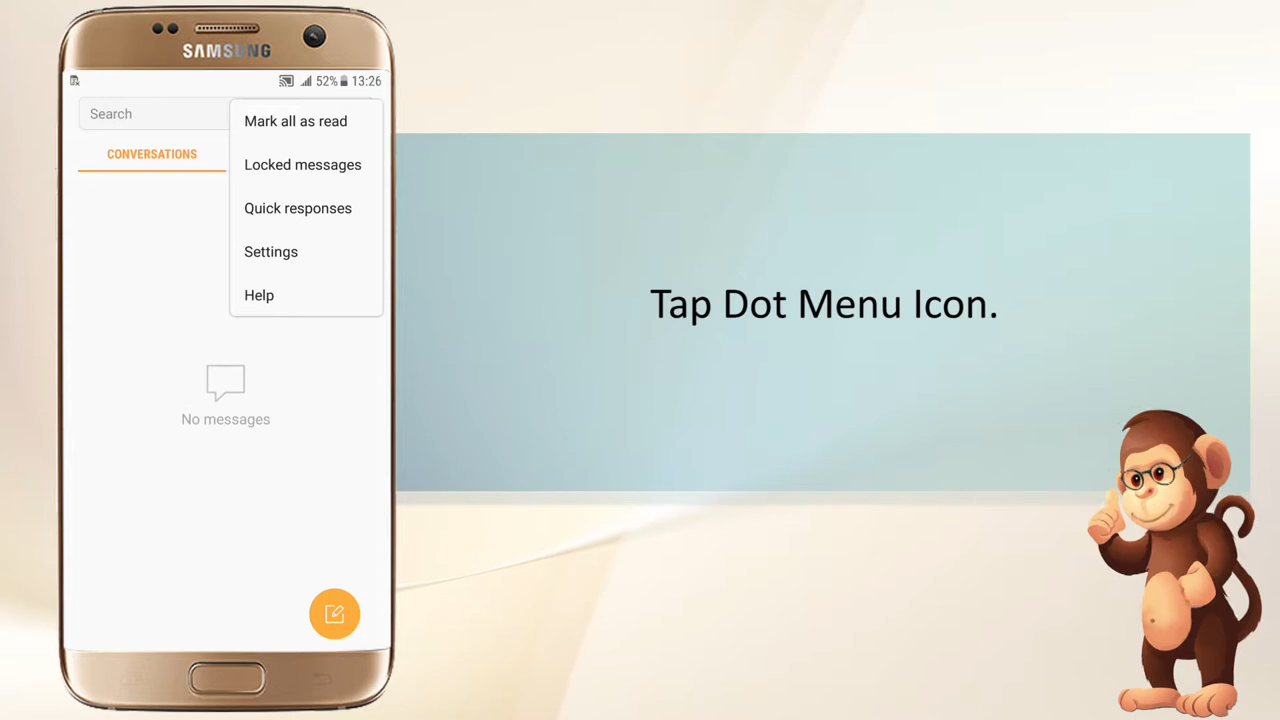 SAMSUNG
52% 13:26
Search
Mark all as read
CONVERSATIONS
Locked messages
Quick responses
Settings
Help
No messages
Tap Dot Menu Icon.